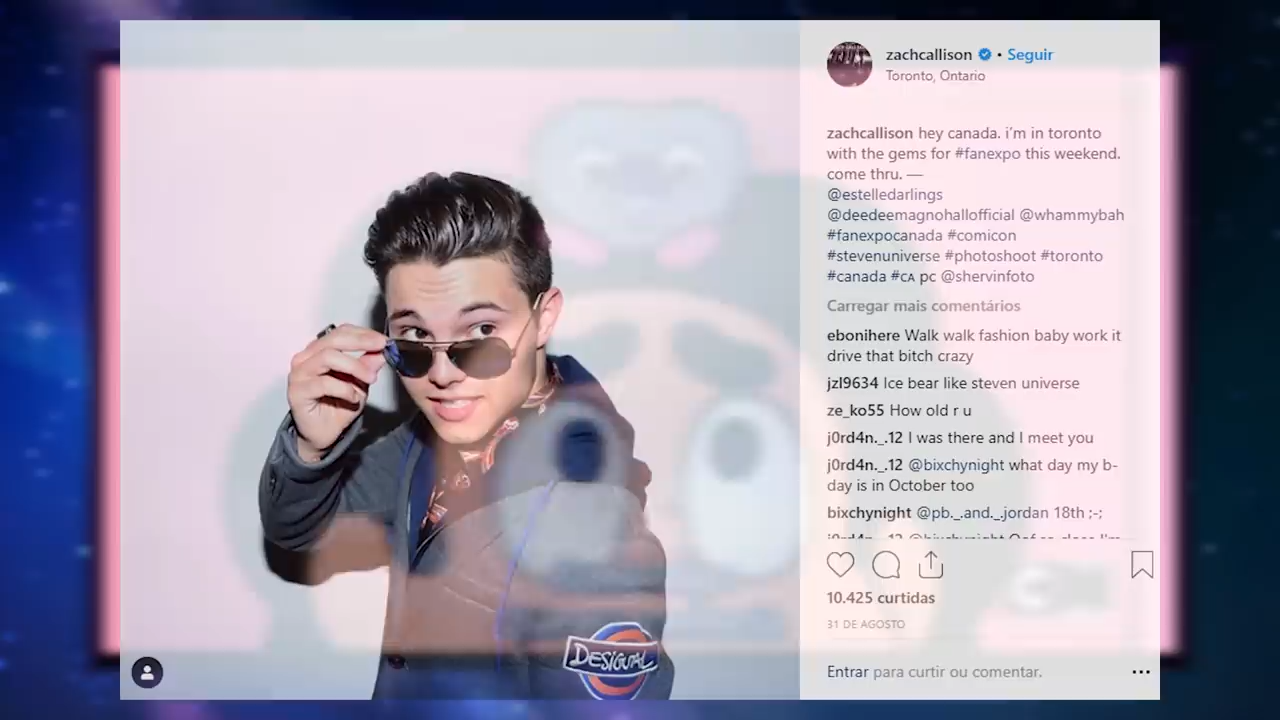 zachcallison • Seguir
Toronto, Ontario
zachcallison hey canada. i'm in toronto
with the gems for #fanexpo this weekend.
come thru. —
@estelledarlings
@deedeemagnohallofficial @whammybah
#fanexpocanada #comicon
#stevenuniverse #photoshoot #toronto
#canada #ᴄᴀ pc @shervinfoto
Carregar mais comentários
ebonihere Walk walk fashion baby work it
drive that bitch crazy
jzl9634 Ice bear like steven universe
ze_ko55 How old r u
j0rd4n._.12 I was there and I meet you
j0rd4n._.12 @bixchynight what day my b-
day is in October too
bixchynight @pb._.and._.jordan 18th ;-;
10.425 curtidas
31 DE AGOSTO
Entrar para curtir ou comentar.
DESIGUAL